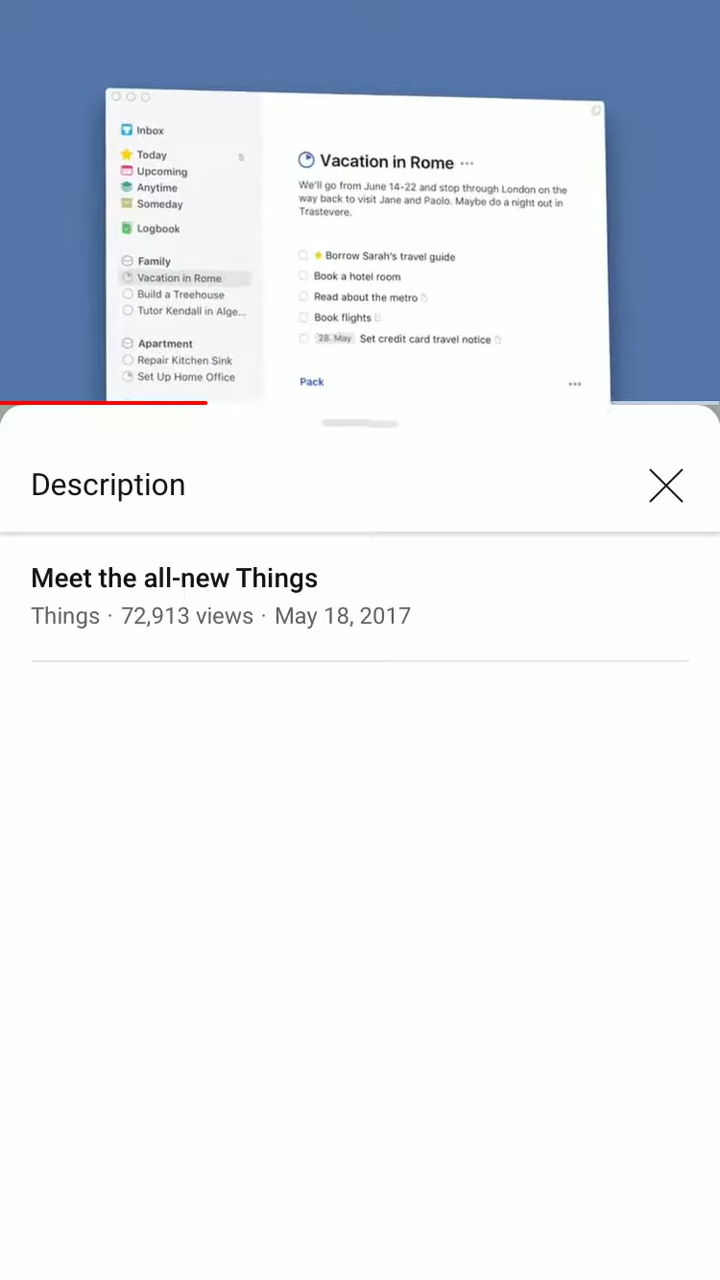 Inbox
Today 5
Upcoming
Anytime
Someday
Logbook
Family
Vacation in Rome
Build a Treehouse
Tutor Kendall in Alge...
Apartment
Repair Kitchen Sink
Set Up Home Office
Vacation in Rome
We'll go from June 14-22 and stop through London on the
way back to visit Jane and Paolo. Maybe do a night out in
Trastevere.
Borrow Sarah's travel guide
Book a hotel room
Read about the metro
Book flights
28. May Set credit card travel notice
Pack
Description
Meet the all-new Things
Things · 72,913 views · May 18, 2017